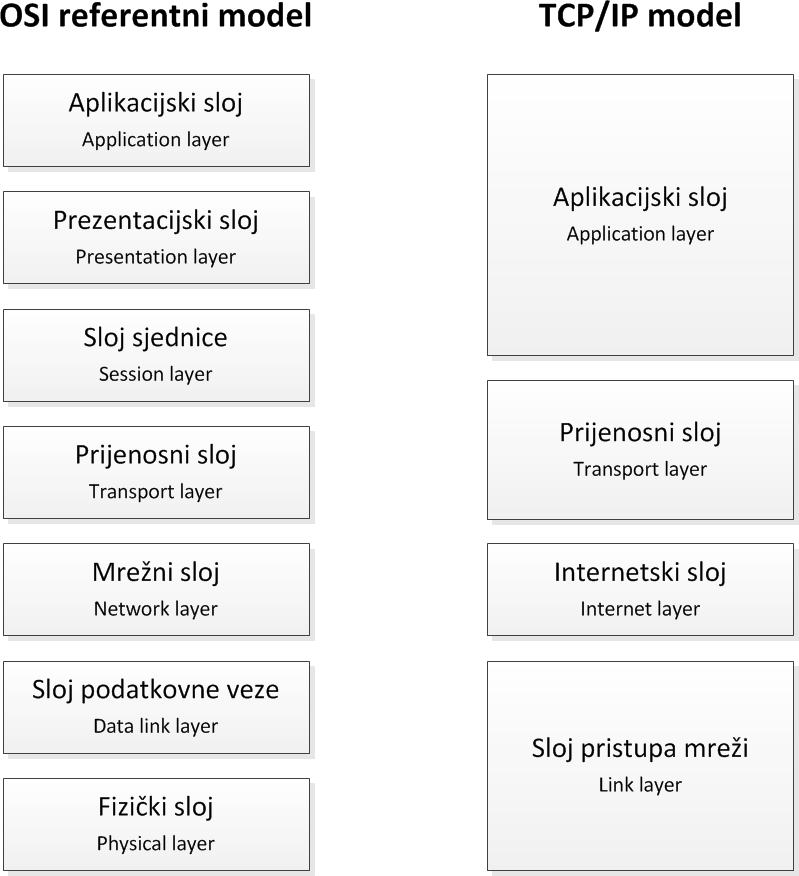 OSI referentni model
Aplikacijski sloj
Application layer
Prezentacijski sloj
Presentation layer
Sloj sjednice
Session layer
Prijenosni sloj
Transport layer
Mrežni sloj
Network layer
Sloj podatkovne veze
Data link layer
Fizički sloj
Physical layer
TCP/IP model
Aplikacijski sloj
Application layer
Prijenosni sloj
Transport layer
Internetski sloj
Internet layer
Sloj pristupa mreži
Link layer